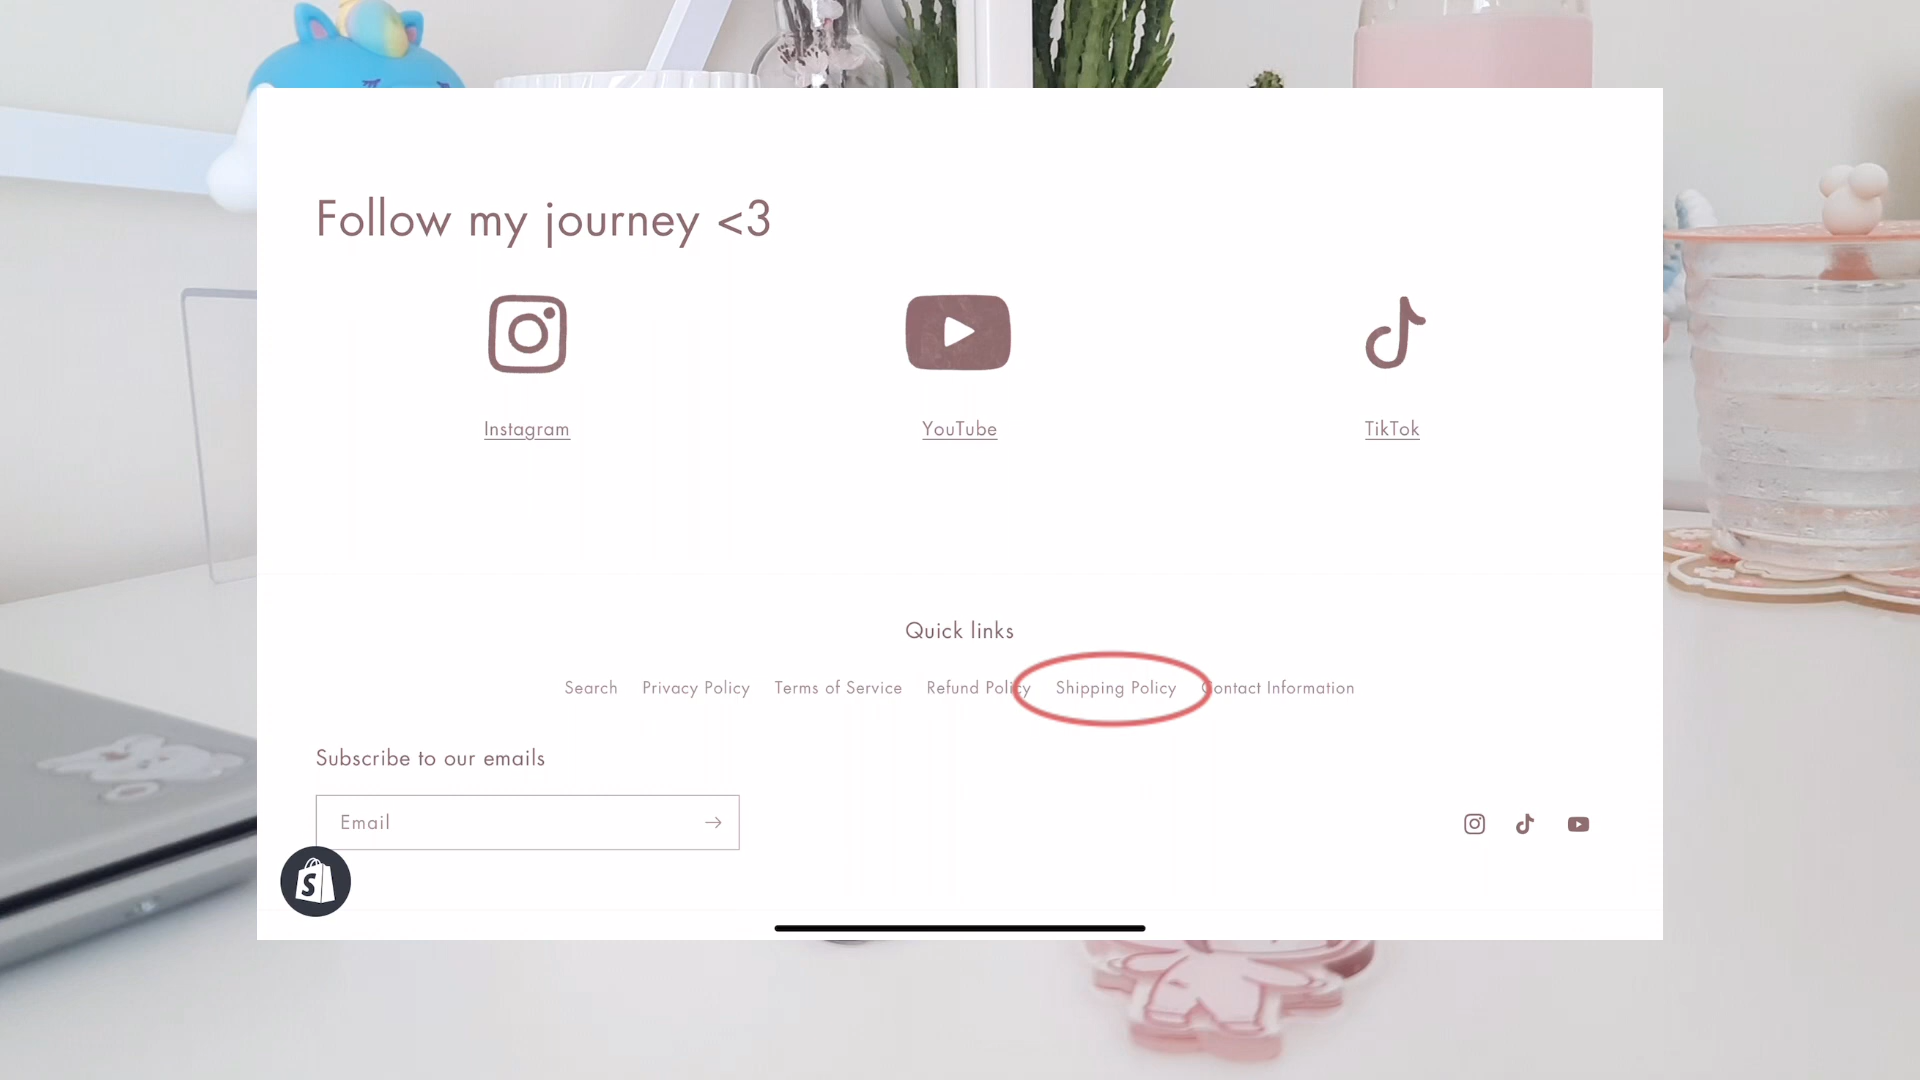 Follow my journey <3
Instagram
YouTube
TikTok
Quick links
Search Privacy Policy Terms of Service Refund Policy Shipping Policy Contact Information
Subscribe to our emails
Email